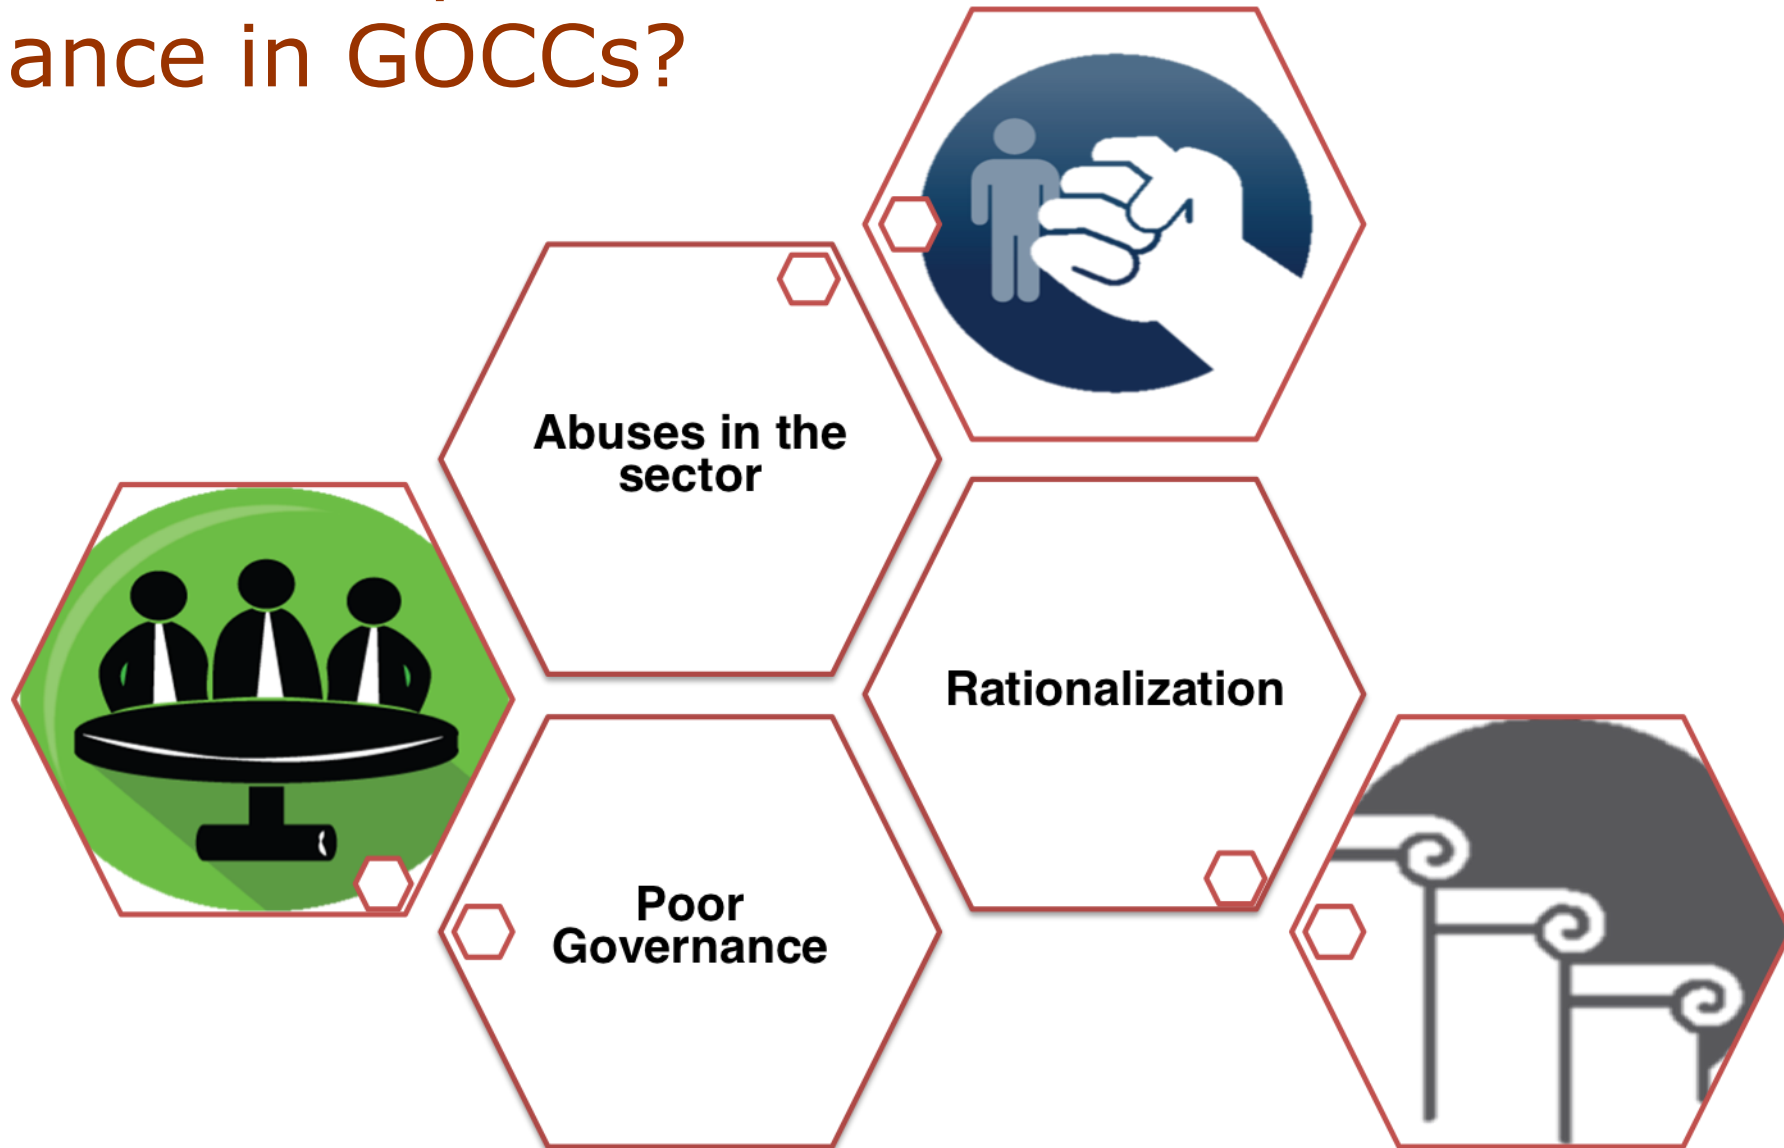 ance in GOCCs?
Abuses in the
sector
Rationalization
Poor
Governance